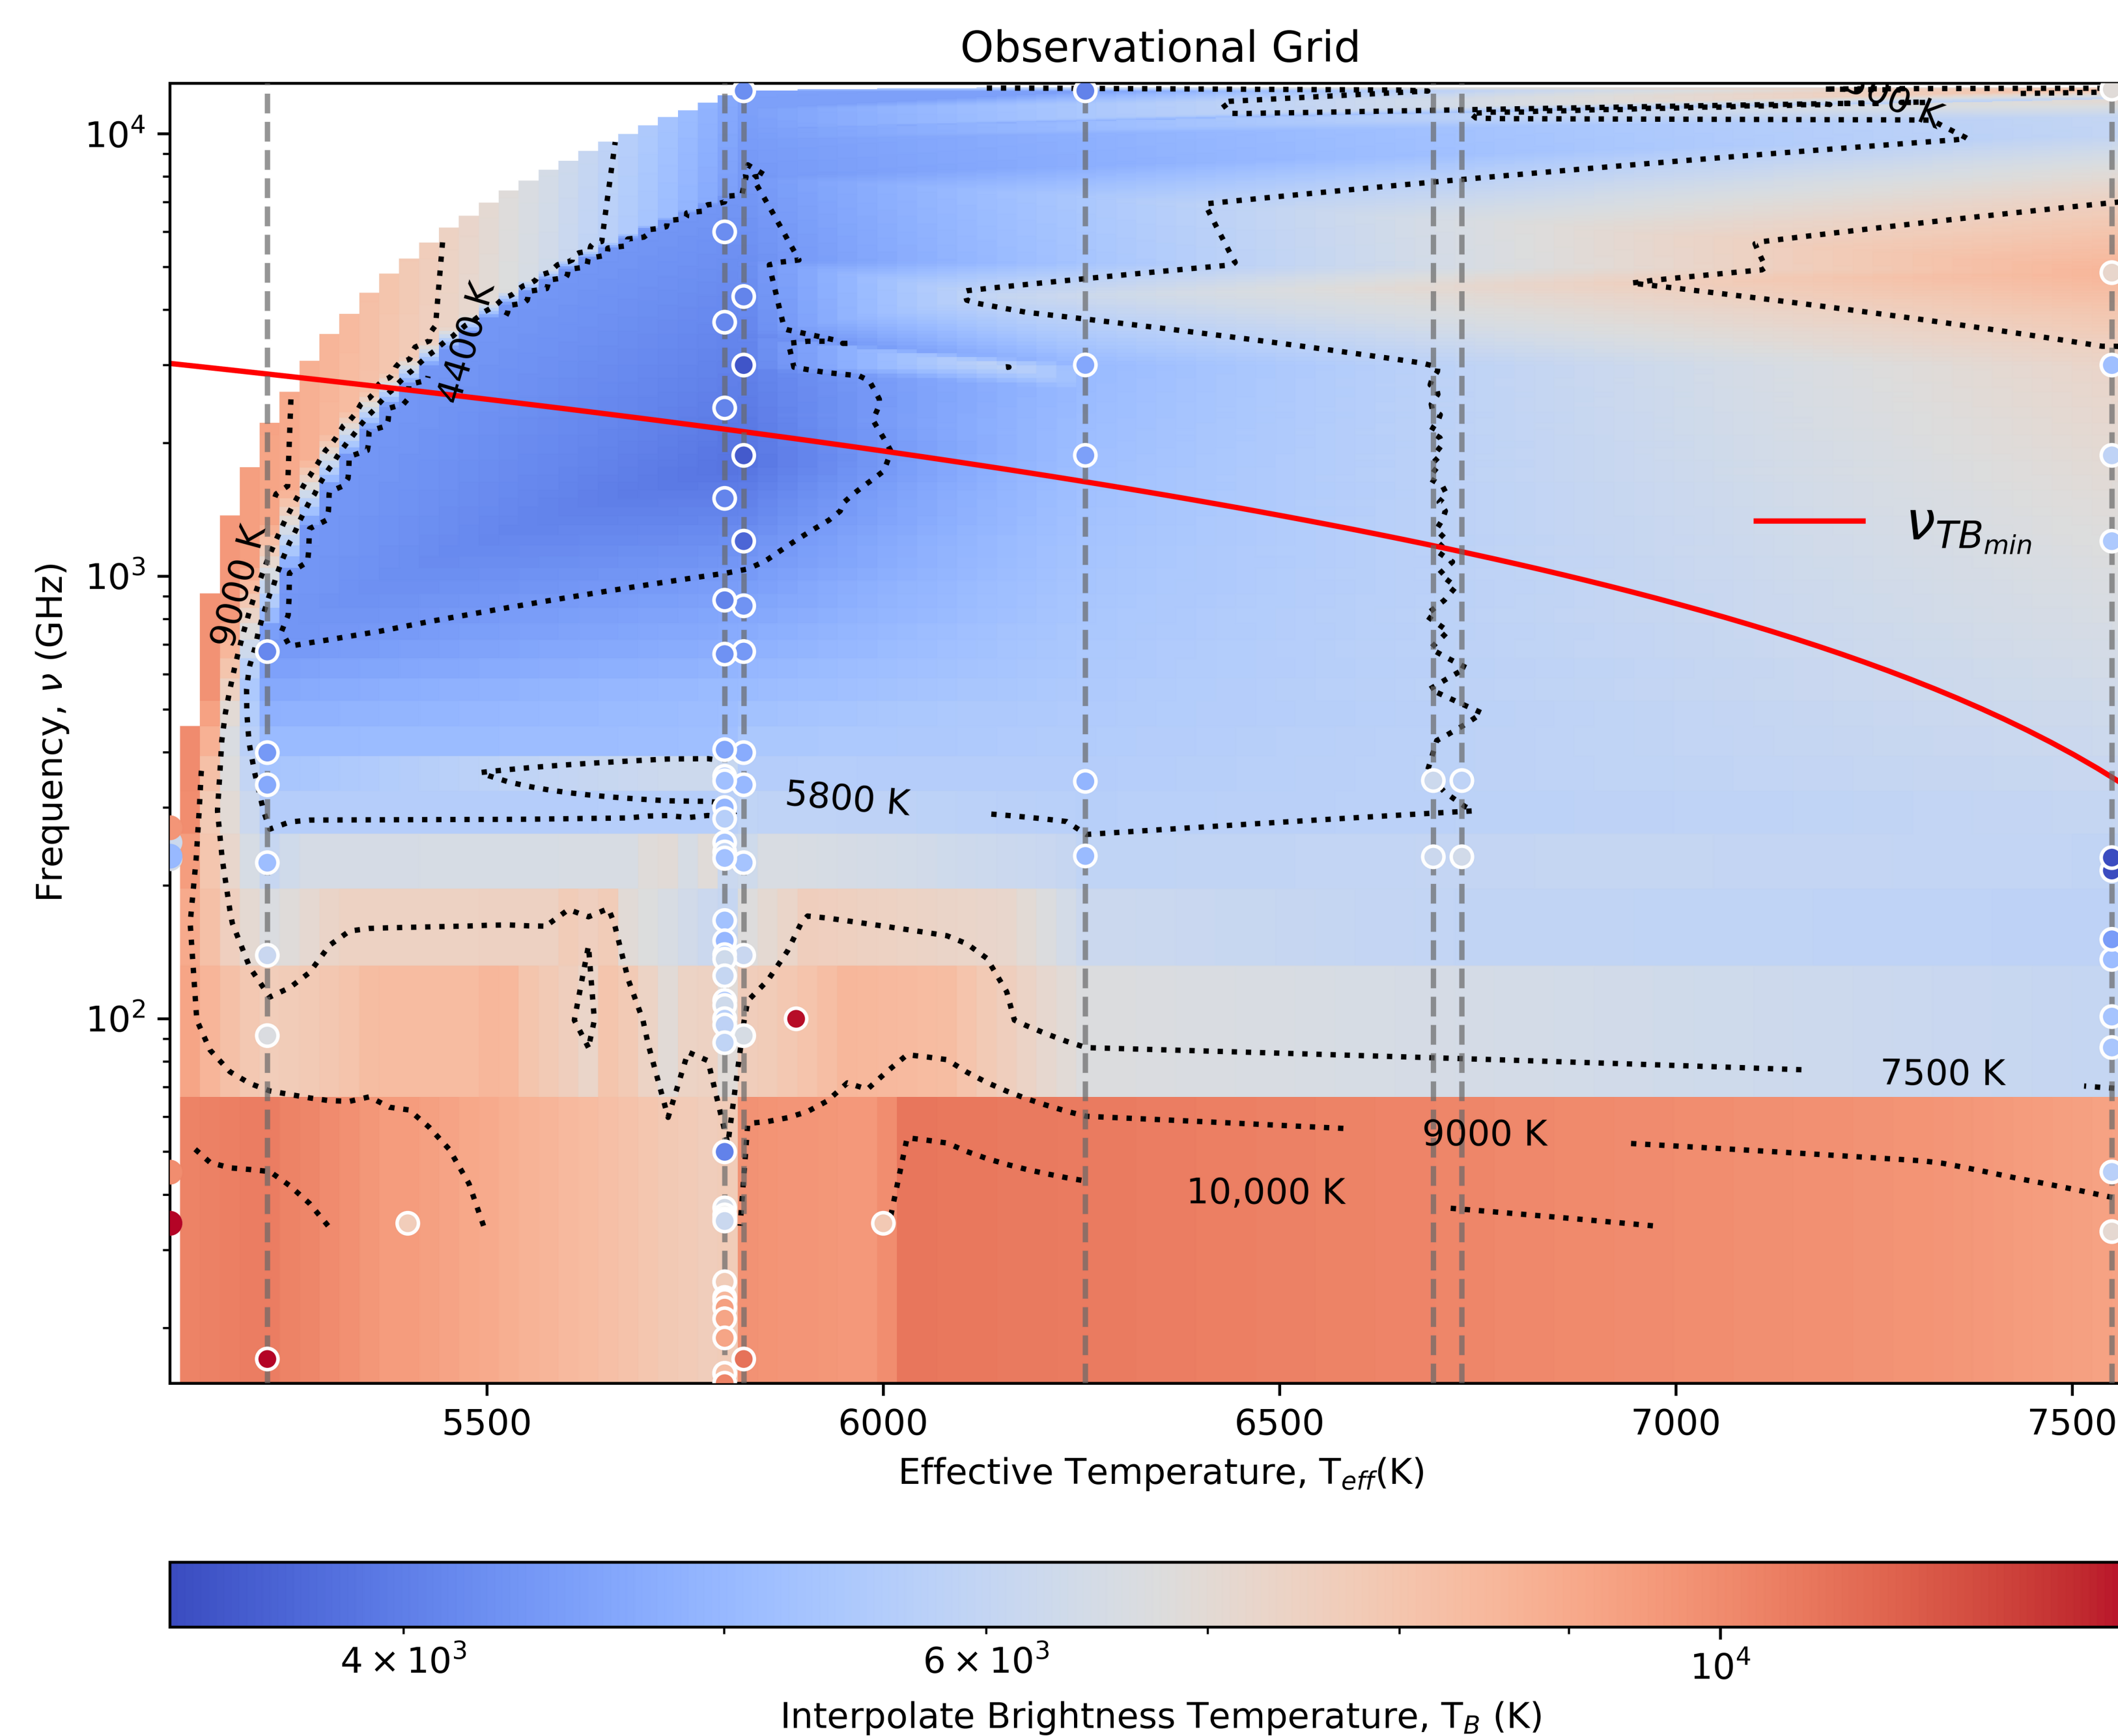 Observational Grid
10⁴
10³
10² 
Frequency, ν (GHz)
4400 K
9000 K
5800 K
7500 K
9000 K
10,000 K
ν_TB_min
5500 6000 6500 7000 7500
Effective Temperature, T_eff(K)
4 × 10³ 6 × 10³ 10⁴
Interpolate Brightness Temperature, T_B (K)